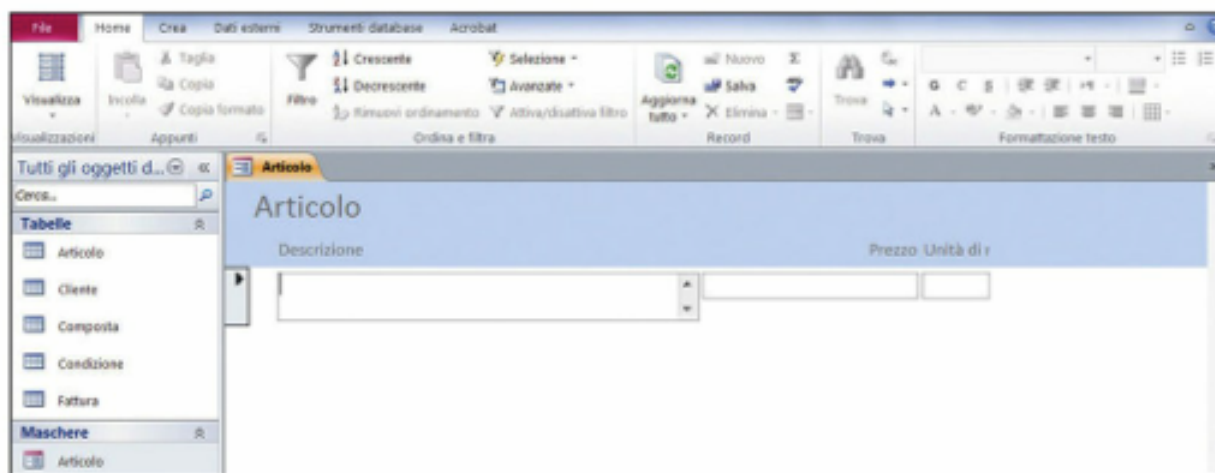 File Home Crea Dati esterni Strumenti database Acrobat
Visualizza
Incolla
Taglia
Copia
Copia formato
Filtro
Crescente
Decrescente
Rimuovi ordinamento
Selezione
Avanzate
Attiva/disattiva filtro
Aggiorna
tutto
Nuovo
Salva
Elimina
Trova
G C S
A
Visualizzazioni Appunti Ordina e filtra Record Trova Formattazione testo
Tutti gli oggetti d...
Cerca...
Tabelle
Articolo
Cliente
Composta
Condizione
Fattura
Maschere
Articolo
Articolo
Articolo
Descrizione Prezzo Unità di